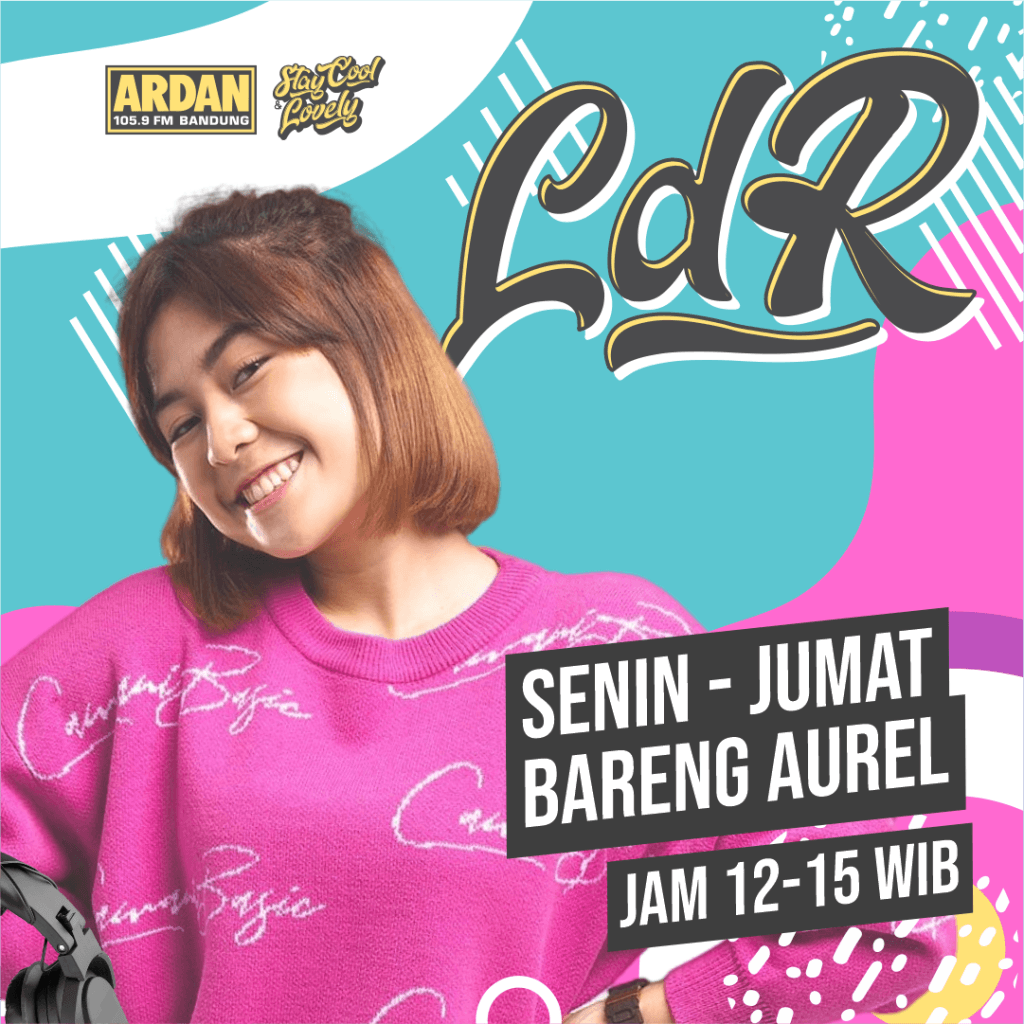 ARDAN
105.9 FM BANDUNG
Stay Cool
& Lovely
LdR
SENIN - JUMAT
BARENG AUREL
JAM 12-15 WIB